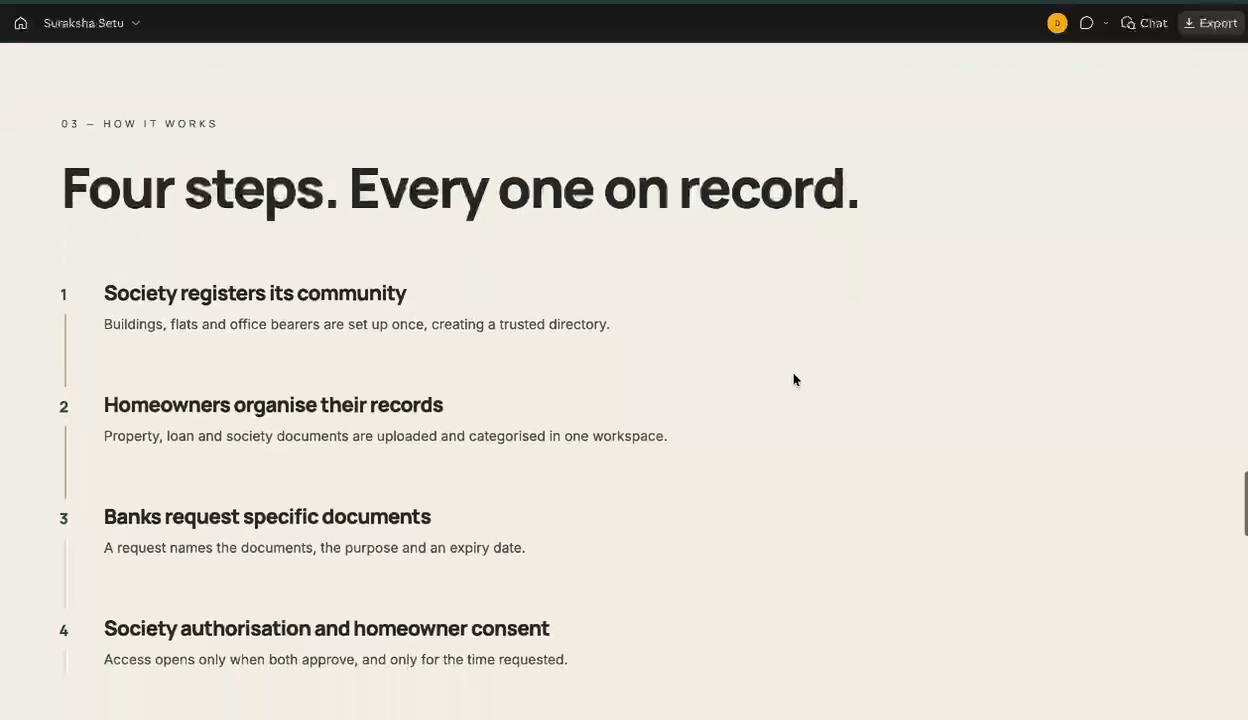 Suraksha Setu
D
Chat
Export
03 — HOW IT WORKS
Four steps. Every one on record.
1
Society registers its community
Buildings, flats and office bearers are set up once, creating a trusted directory.
2
Homeowners organise their records
Property, loan and society documents are uploaded and categorised in one workspace.
3
Banks request specific documents
A request names the documents, the purpose and an expiry date.
4
Society authorisation and homeowner consent
Access opens only when both approve, and only for the time requested.